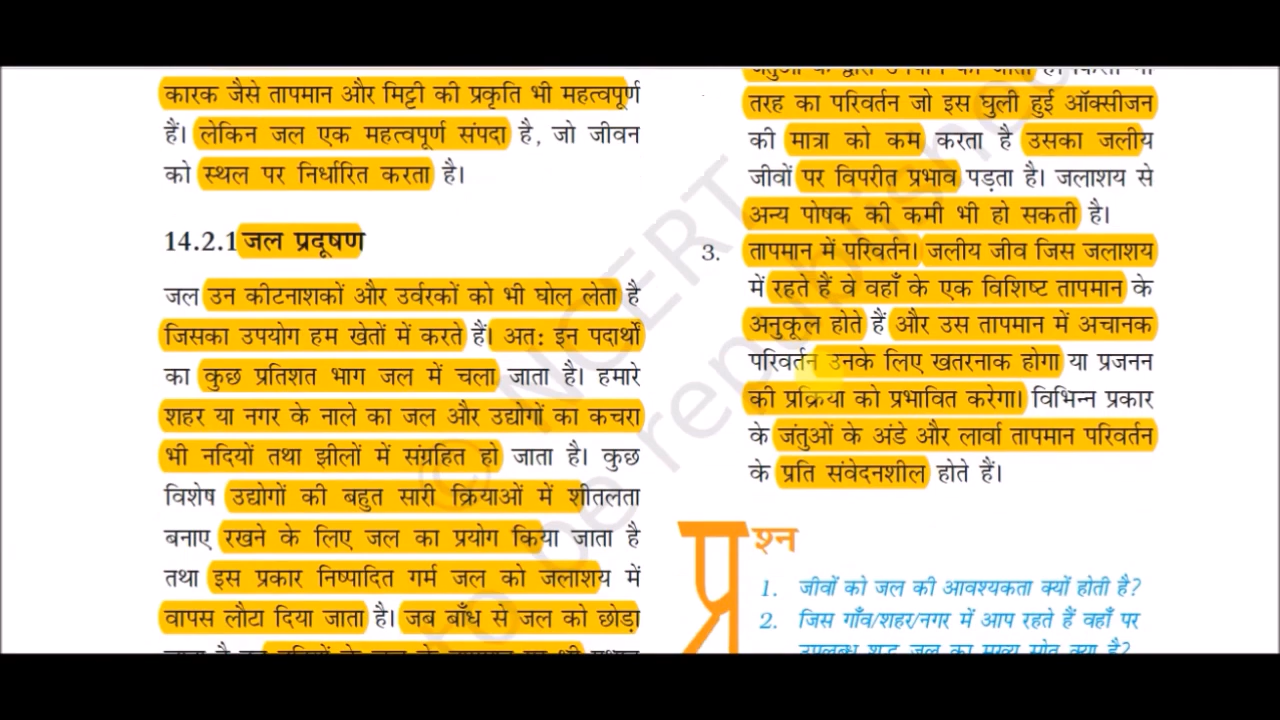 कारक जैसे तापमान और मिट्टी की प्रकृति भी महत्वपूर्ण
हैं। लेकिन जल एक महत्वपूर्ण संपदा है, जो जीवन
को स्थल पर निर्धारित करता है।
14.2.1 जल प्रदूषण
जल उन कीटनाशकों और उर्वरकों को भी घोल लेता है
जिसका उपयोग हम खेतों में करते हैं। अत: इन पदार्थों
का कुछ प्रतिशत भाग जल में चला जाता है। हमारे
शहर या नगर के नाले का जल और उद्योगों का कचरा
भी नदियों तथा झीलों में संग्रहित हो जाता है। कुछ
विशेष उद्योगों की बहुत सारी क्रियाओं में शीतलता
बनाए रखने के लिए जल का प्रयोग किया जाता है
तथा इस प्रकार निष्पादित गर्म जल को जलाशय में
वापस लौटा दिया जाता है। जब बाँध से जल को छोड़ा
तरह का परिवर्तन जो इस घुली हुई ऑक्सीजन
की मात्रा को कम करता है उसका जलीय
जीवों पर विपरीत प्रभाव पड़ता है। जलाशय से
अन्य पोषक की कमी भी हो सकती है।
3. तापमान में परिवर्तन। जलीय जीव जिस जलाशय
में रहते हैं वे वहाँ के एक विशिष्ट तापमान के
अनुकूल होते हैं और उस तापमान में अचानक
परिवर्तन उनके लिए खतरनाक होगा या प्रजनन
की प्रक्रिया को प्रभावित करेगा। विभिन्न प्रकार
के जंतुओं के अंडे और लार्वा तापमान परिवर्तन
के प्रति संवेदनशील होते हैं।
प्रश्न
1. जीवों को जल की आवश्यकता क्यों होती है?
2. जिस गाँव/शहर/नगर में आप रहते हैं वहाँ पर
उपलब्ध शुद्ध जल का मुख्य स्रोत क्या है?
© NCERT